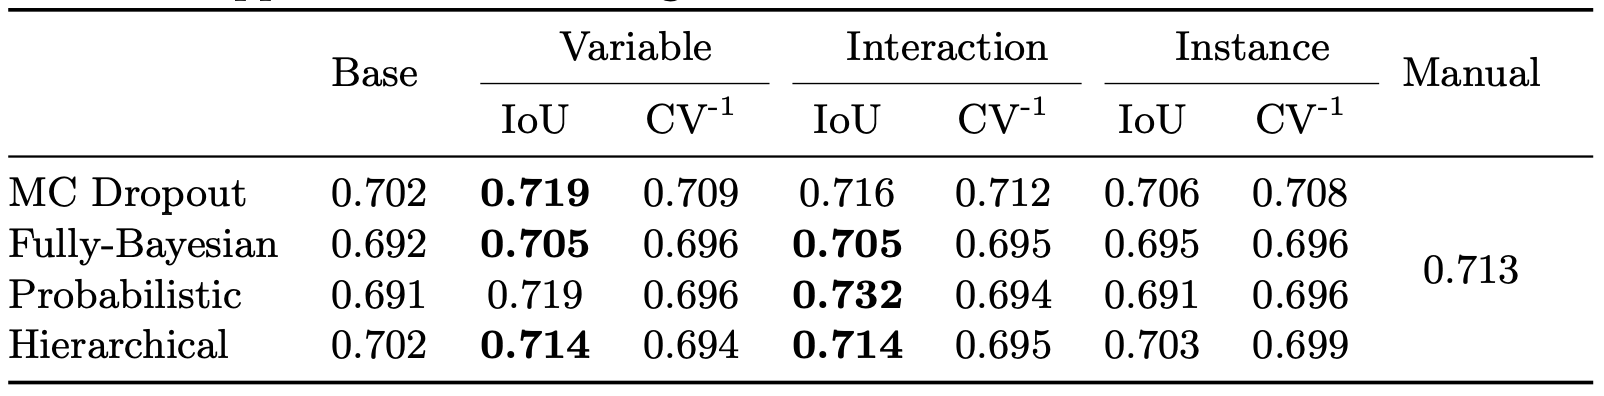 Variable Interaction Instance
Base Manual
IoU CV-1 IoU CV-1 IoU CV-1
MC Dropout 0.702 0.719 0.709 0.716 0.712 0.706 0.708
Fully-Bayesian 0.692 0.705 0.696 0.705 0.695 0.695 0.696
0.713
Probabilistic 0.691 0.719 0.696 0.732 0.694 0.691 0.696
Hierarchical 0.702 0.714 0.694 0.714 0.695 0.703 0.699